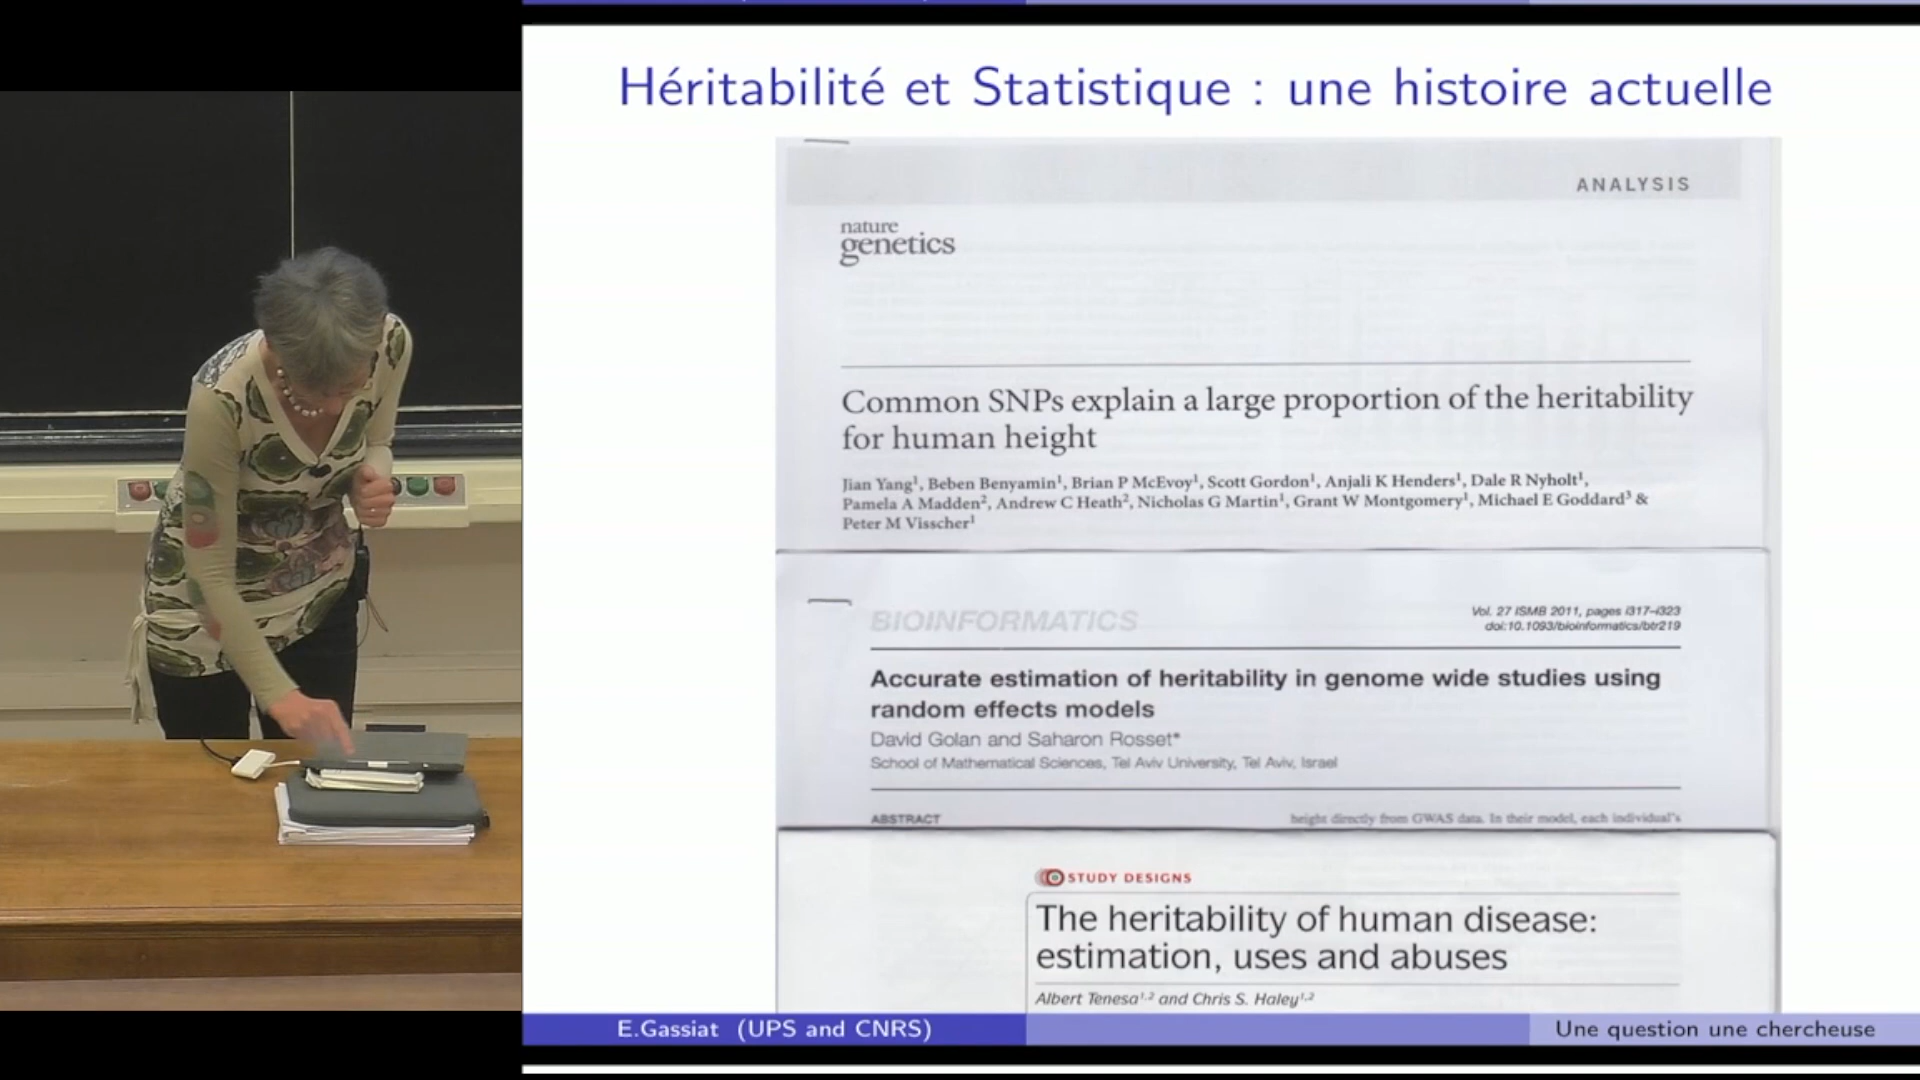 Héritabilité et Statistique : une histoire actuelle
ANALYSIS
nature
genetics
Common SNPs explain a large proportion of the heritability
for human height
Jian Yang¹, Beben Benyamin¹, Brian P McEvoy¹, Scott Gordon¹, Anjali K Henders¹, Dale R Nyholt¹,
Pamela A Madden², Andrew C Heath², Nicholas G Martin¹, Grant W Montgomery¹, Michael E Goddard³ &
Peter M Visscher¹
BIOINFORMATICS
Vol. 27 ISMB 2011, pages i317–i323
doi:10.1093/bioinformatics/btr219
Accurate estimation of heritability in genome wide studies using
random effects models
David Golan and Saharon Rosset*
School of Mathematical Sciences, Tel Aviv University, Tel Aviv, Israel
ABSTRACT
height directly from GWAS data. In their model, each individual's
STUDY DESIGNS
The heritability of human disease:
estimation, uses and abuses
Albert Tenesa¹,² and Chris S. Haley¹,²
E.Gassiat (UPS and CNRS)
Une question une chercheuse